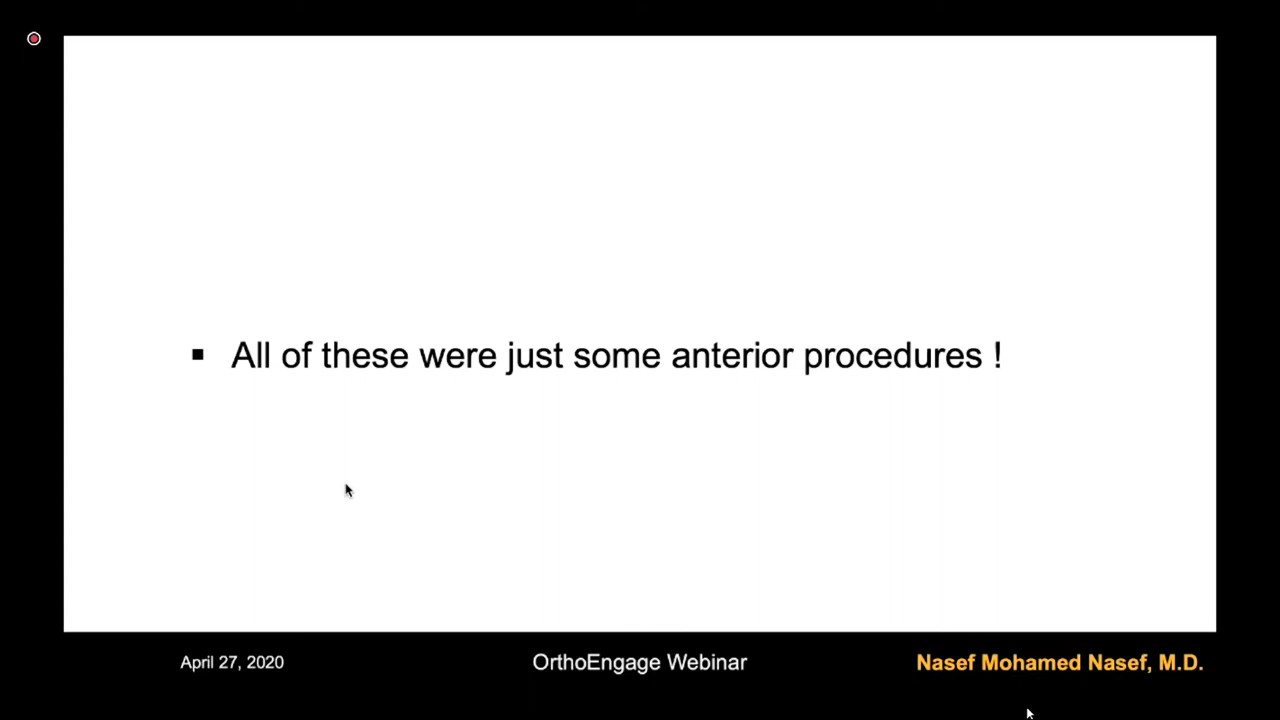 ▪ All of these were just some anterior procedures !
April 27, 2020
OrthoEngage Webinar
Nasef Mohamed Nasef, M.D.